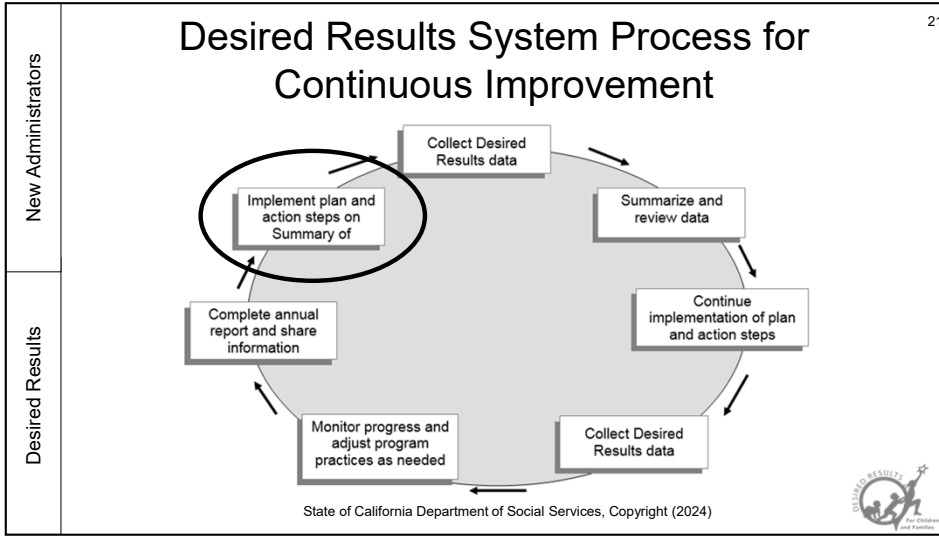 Desired Results System Process for
Continuous Improvement
21
New Administrators
Desired Results
Collect Desired
Results data
Summarize and
review data
Continue
implementation of plan
and action steps
Collect Desired
Results data
Monitor progress and
adjust program
practices as needed
Complete annual
report and share
information
Implement plan and
action steps on
Summary of
State of California Department of Social Services, Copyright (2024)
DESIRED RESULTS
For Children
and Families